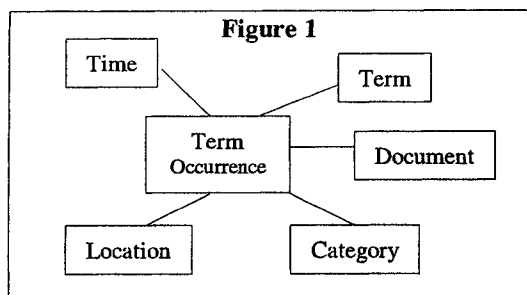 Figure 1
Time
Term
Term
Occurrence
Document
Location
Category